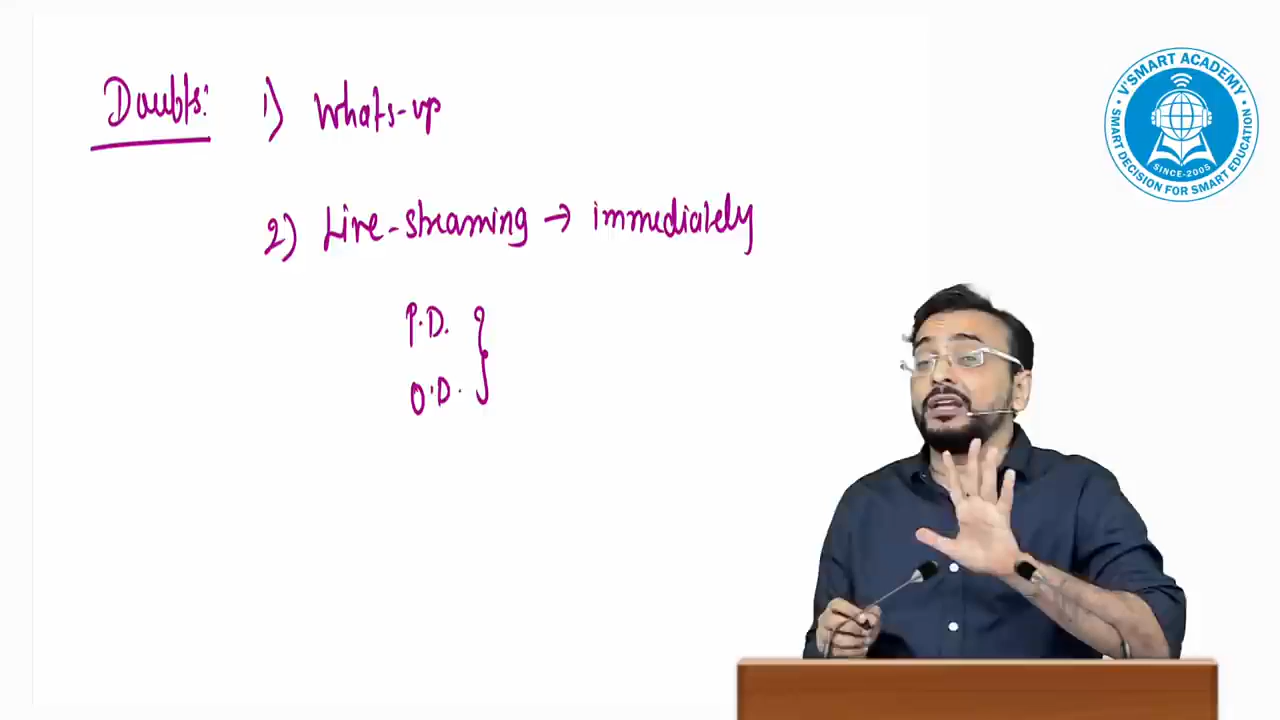 Doubts: 1) Whats-up
2) Live-streaming → immediately
P.D.
O.D.
V'SMART ACADEMY
SINCE-2005
SMART DECISION FOR SMART EDUCATION